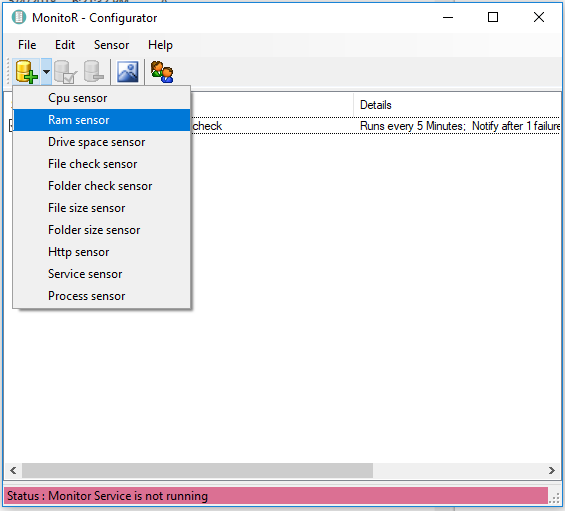 MonitoR - Configurator
File Edit Sensor Help
Details
check Runs every 5 Minutes; Notify after 1 failure
Cpu sensor
Ram sensor
Drive space sensor
File check sensor
Folder check sensor
File size sensor
Folder size sensor
Http sensor
Service sensor
Process sensor
Status : Monitor Service is not running